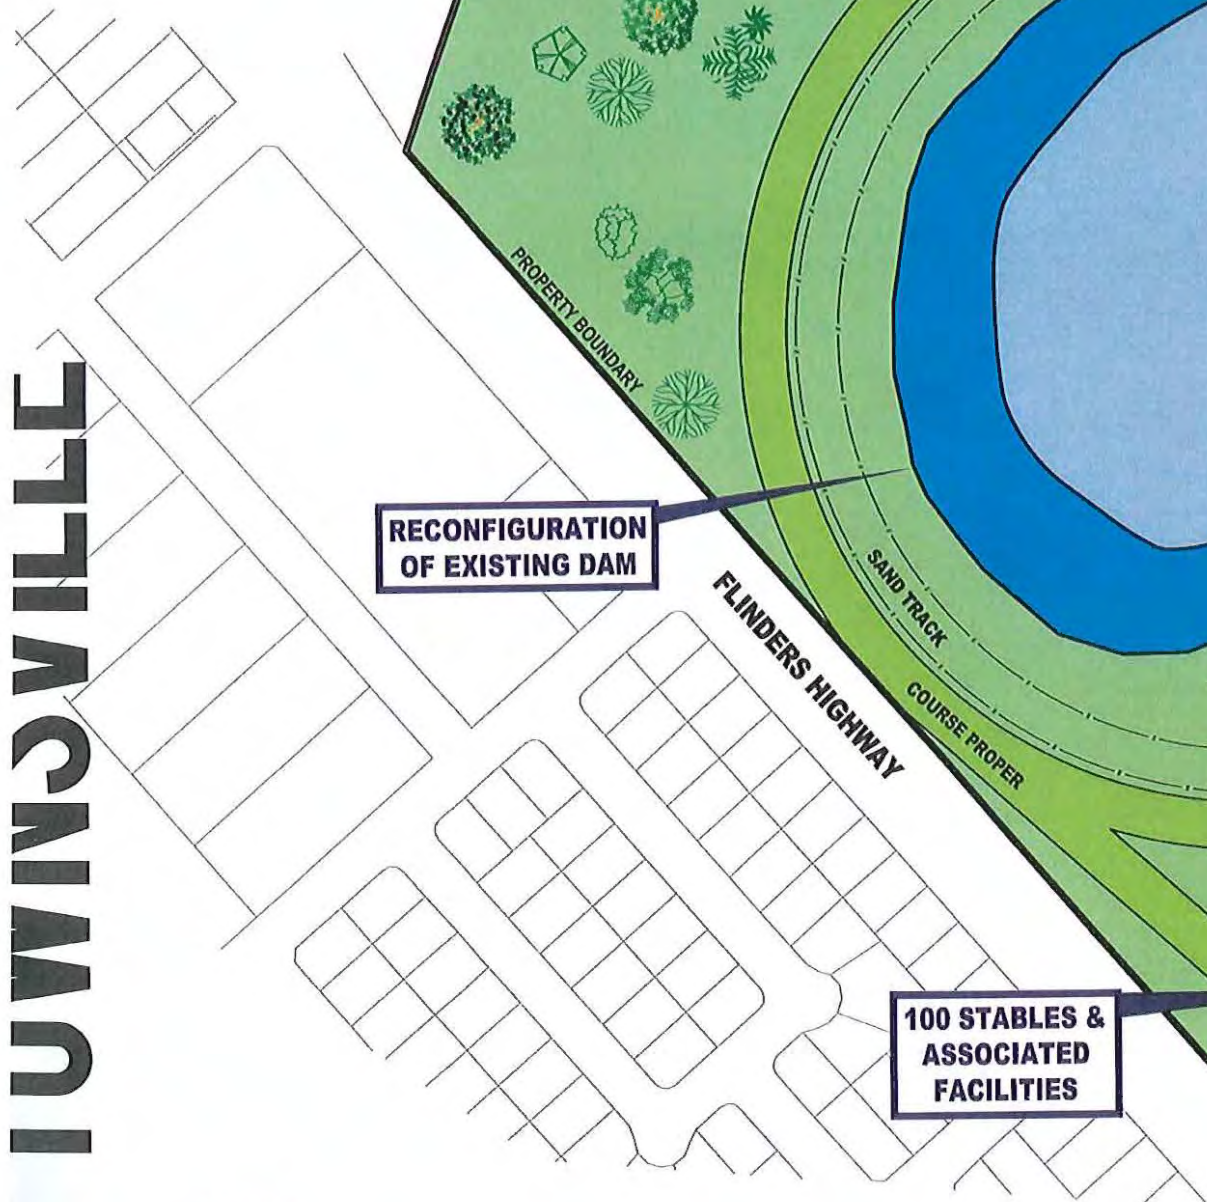 TOWNSVILLE
PROPERTY BOUNDARY
RECONFIGURATION
OF EXISTING DAM
SAND TRACK
FLINDERS HIGHWAY
COURSE PROPER
100 STABLES &
ASSOCIATED
FACILITIES